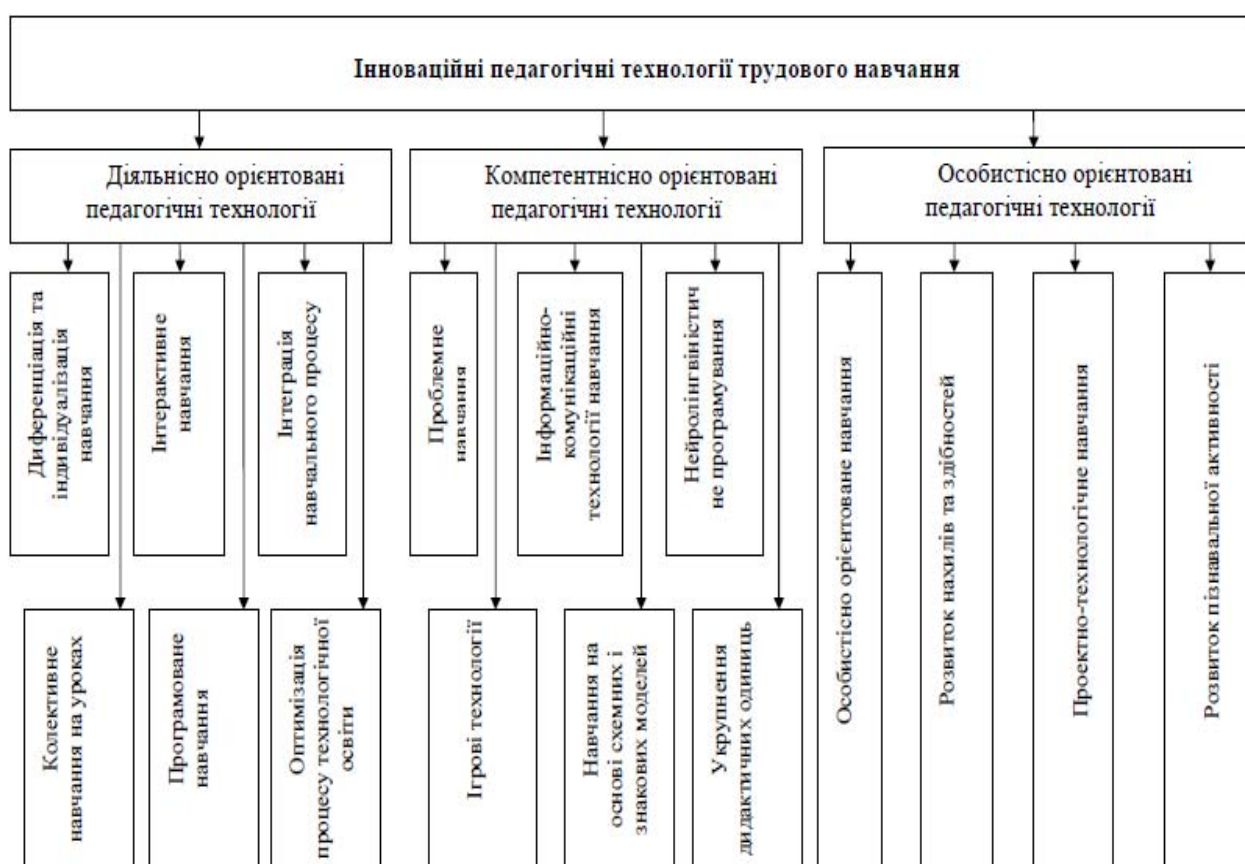 Інноваційні педагогічні технології трудового навчання
Діяльнісно орієнтовані
педагогічні технології
Компетентнісно орієнтовані
педагогічні технології
Особистісно орієнтовані
педагогічні технології
Диференціація та
індивідуалізація
навчання
Інтерактивне
навчання
Інтеграція
навчального процесу
Проблемне
навчання
Інформаційно-
комунікаційні
технології навчання
Нейролінгвістич
не програмування
Особистісно орієнтоване навчання
Розвиток нахилів та здібностей
Проектно-технологічне навчання
Розвиток пізнавальної активності
Колективне
навчання на уроках
Програмоване
навчання
Оптимізація
процесу технологічної
освіти
Ігрові технології
Навчання на
основі схемних і
знакових моделей
Укрупнення
дидактичних одиниць